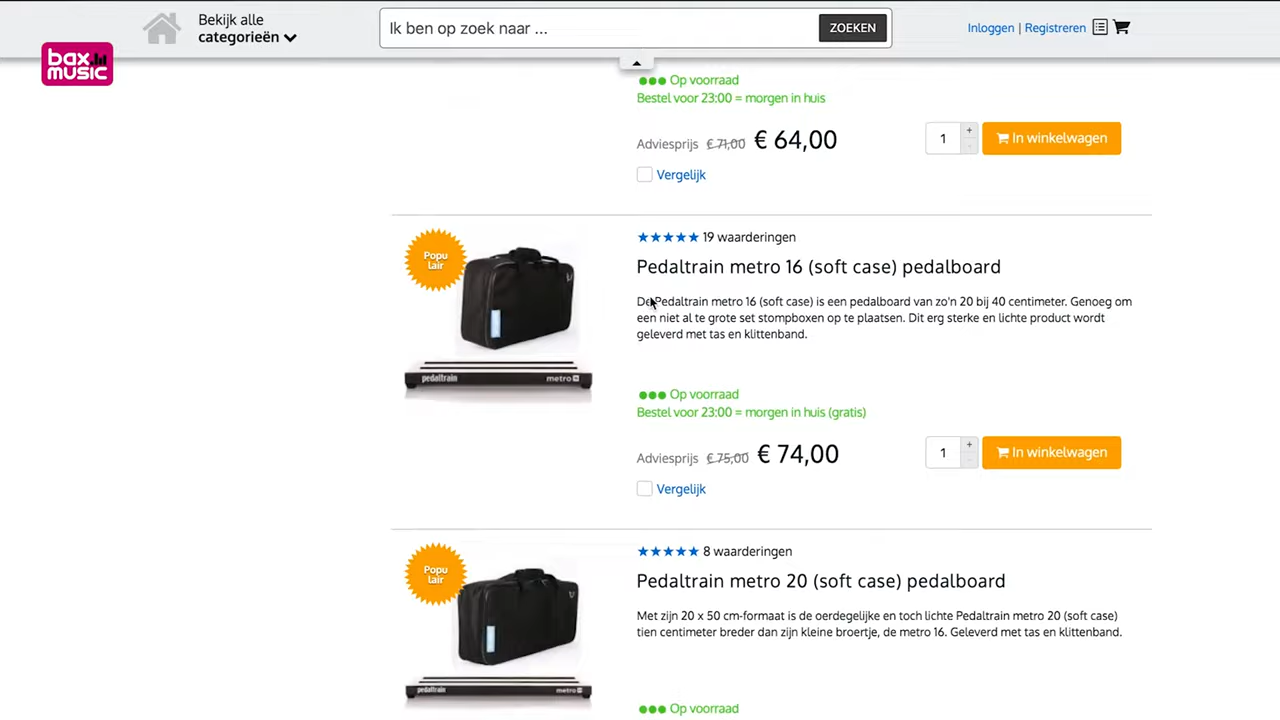 Bekijk alle
categorieën
Ik ben op zoek naar ...
ZOEKEN
Inloggen | Registreren
bax
music
Op voorraad
Bestel voor 23:00 = morgen in huis
Adviesprijs € 71,00 € 64,00
1
+
-
In winkelwagen
Vergelijk
Popu
lair
19 waarderingen
Pedaltrain metro 16 (soft case) pedalboard
De Pedaltrain metro 16 (soft case) is een pedalboard van zo'n 20 bij 40 centimeter. Genoeg om
een niet al te grote set stompboxen op te plaatsen. Dit erg sterke en lichte product wordt
geleverd met tas en klittenband.
pedaltrain
metro
Op voorraad
Bestel voor 23:00 = morgen in huis (gratis)
Adviesprijs € 75,00 € 74,00
1
+
-
In winkelwagen
Vergelijk
Popu
lair
8 waarderingen
Pedaltrain metro 20 (soft case) pedalboard
Met zijn 20 x 50 cm-formaat is de oerdegelijke en toch lichte Pedaltrain metro 20 (soft case)
tien centimeter breder dan zijn kleine broertje, de metro 16. Geleverd met tas en klittenband.
pedaltrain
metro
Op voorraad